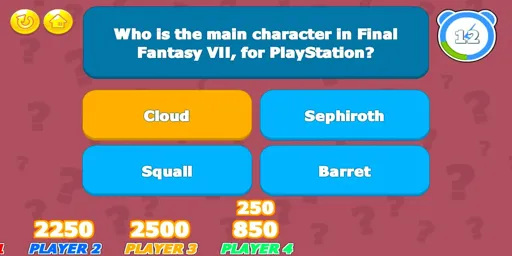 Who is the main character in Final
Fantasy VII, for PlayStation?
12
Cloud
Sephiroth
Squall
Barret
250
2250
2500
850
PLAYER 2
PLAYER 3
PLAYER 4